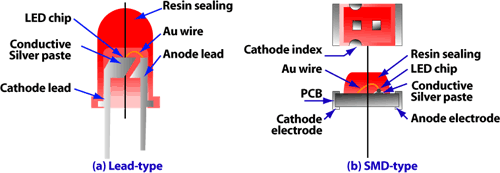 Resin sealing
LED chip
Au wire
Conductive
Silver paste
Anode lead
Cathode lead
(a) Lead-type
Cathode index
Resin sealing
Au wire
LED chip
Conductive
Silver paste
PCB
Cathode
electrode
Anode electrode
(b) SMD-type